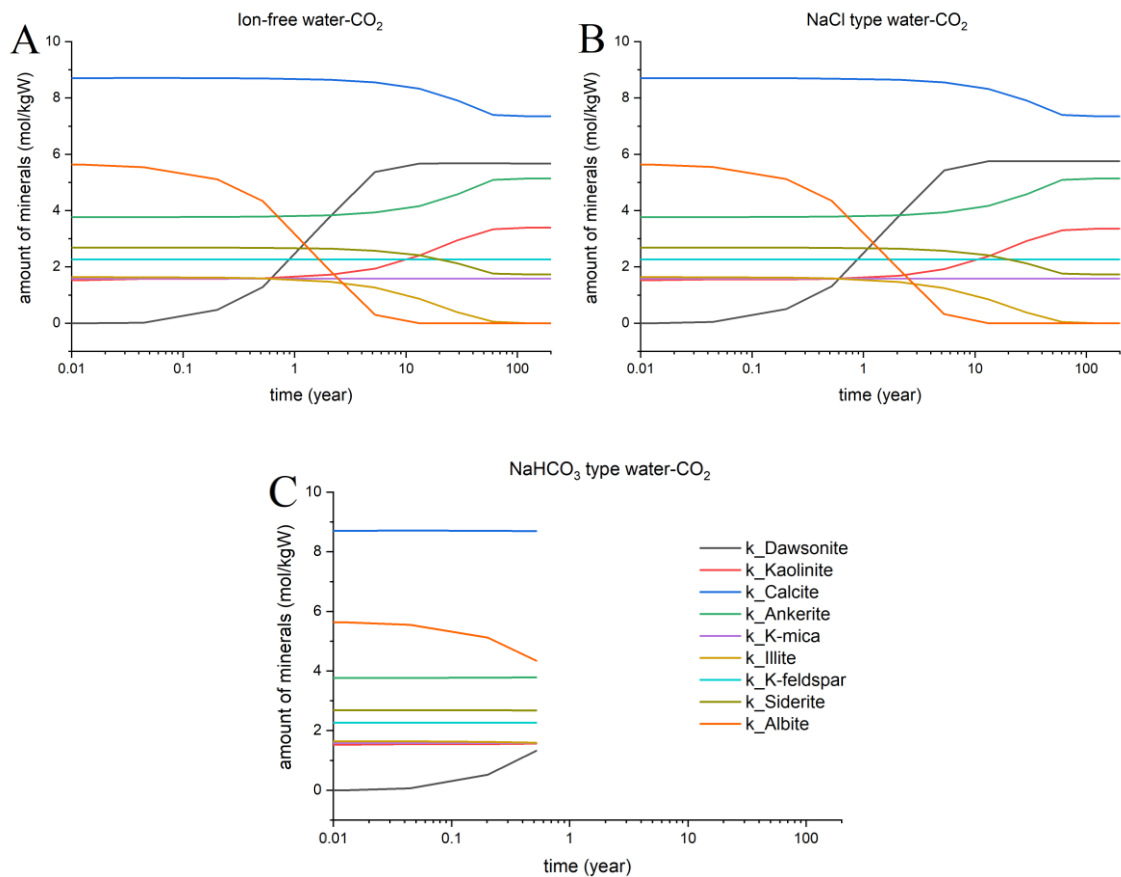 A
Ion-free water-CO₂
amount of minerals (mol/kgW)
10
8
6
4
2
0
0.01 0.1 1 10 100
time (year)
B
NaCl type water-CO₂
amount of minerals (mol/kgW)
10
8
6
4
2
0
0.01 0.1 1 10 100
time (year)
C
NaHCO₃ type water-CO₂
amount of minerals (mol/kgW)
10
8
6
4
2
0
0.01 0.1 1 10 100
time (year)
k_Dawsonite
k_Kaolinite
k_Calcite
k_Ankerite
k_K-mica
k_Illite
k_K-feldspar
k_Siderite
k_Albite